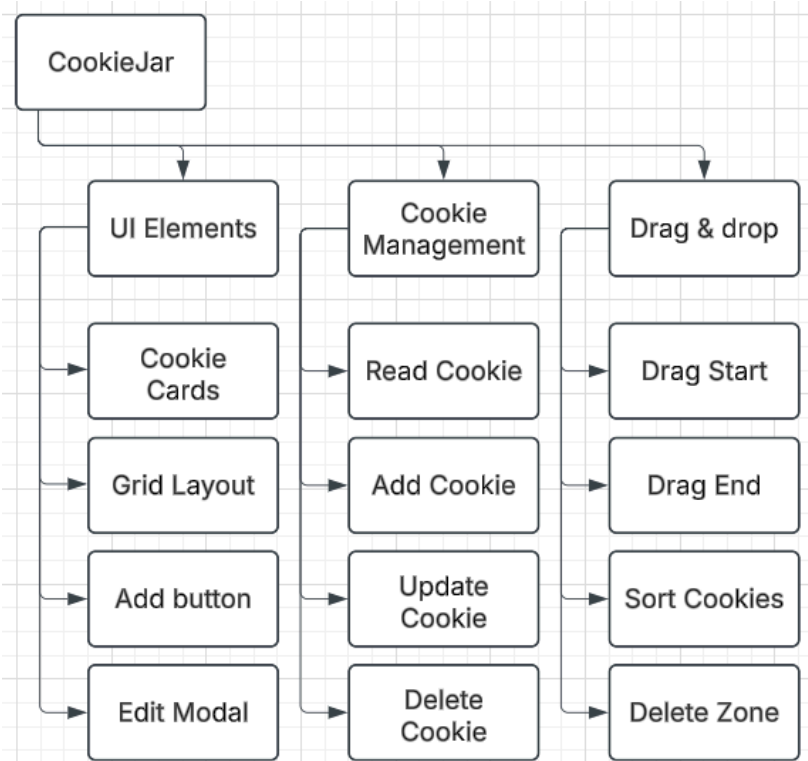 CookieJar
UI Elements
Cookie
Management
Drag & drop
Cookie
Cards
Read Cookie
Drag Start
Grid Layout
Add Cookie
Drag End
Add button
Update
Cookie
Sort Cookies
Edit Modal
Delete
Cookie
Delete Zone